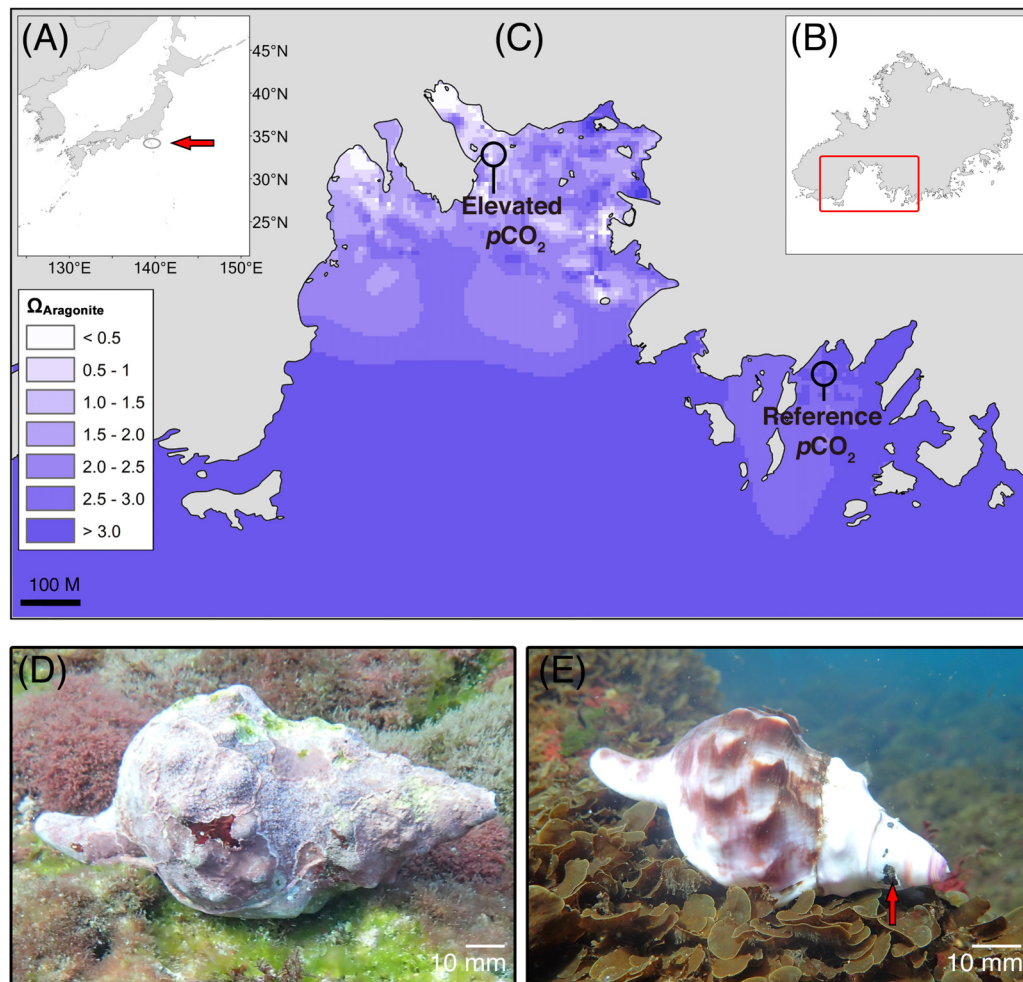 (A)
45°N
40°N
35°N
30°N
25°N
130°E
140°E
150°E
(C)
(B)
Elevated
pCO₂
Reference
pCO₂
Ω Aragonite
< 0.5
0.5 - 1
1.0 - 1.5
1.5 - 2.0
2.0 - 2.5
2.5 - 3.0
> 3.0
100 M
(D)
10 mm
(E)
10 mm